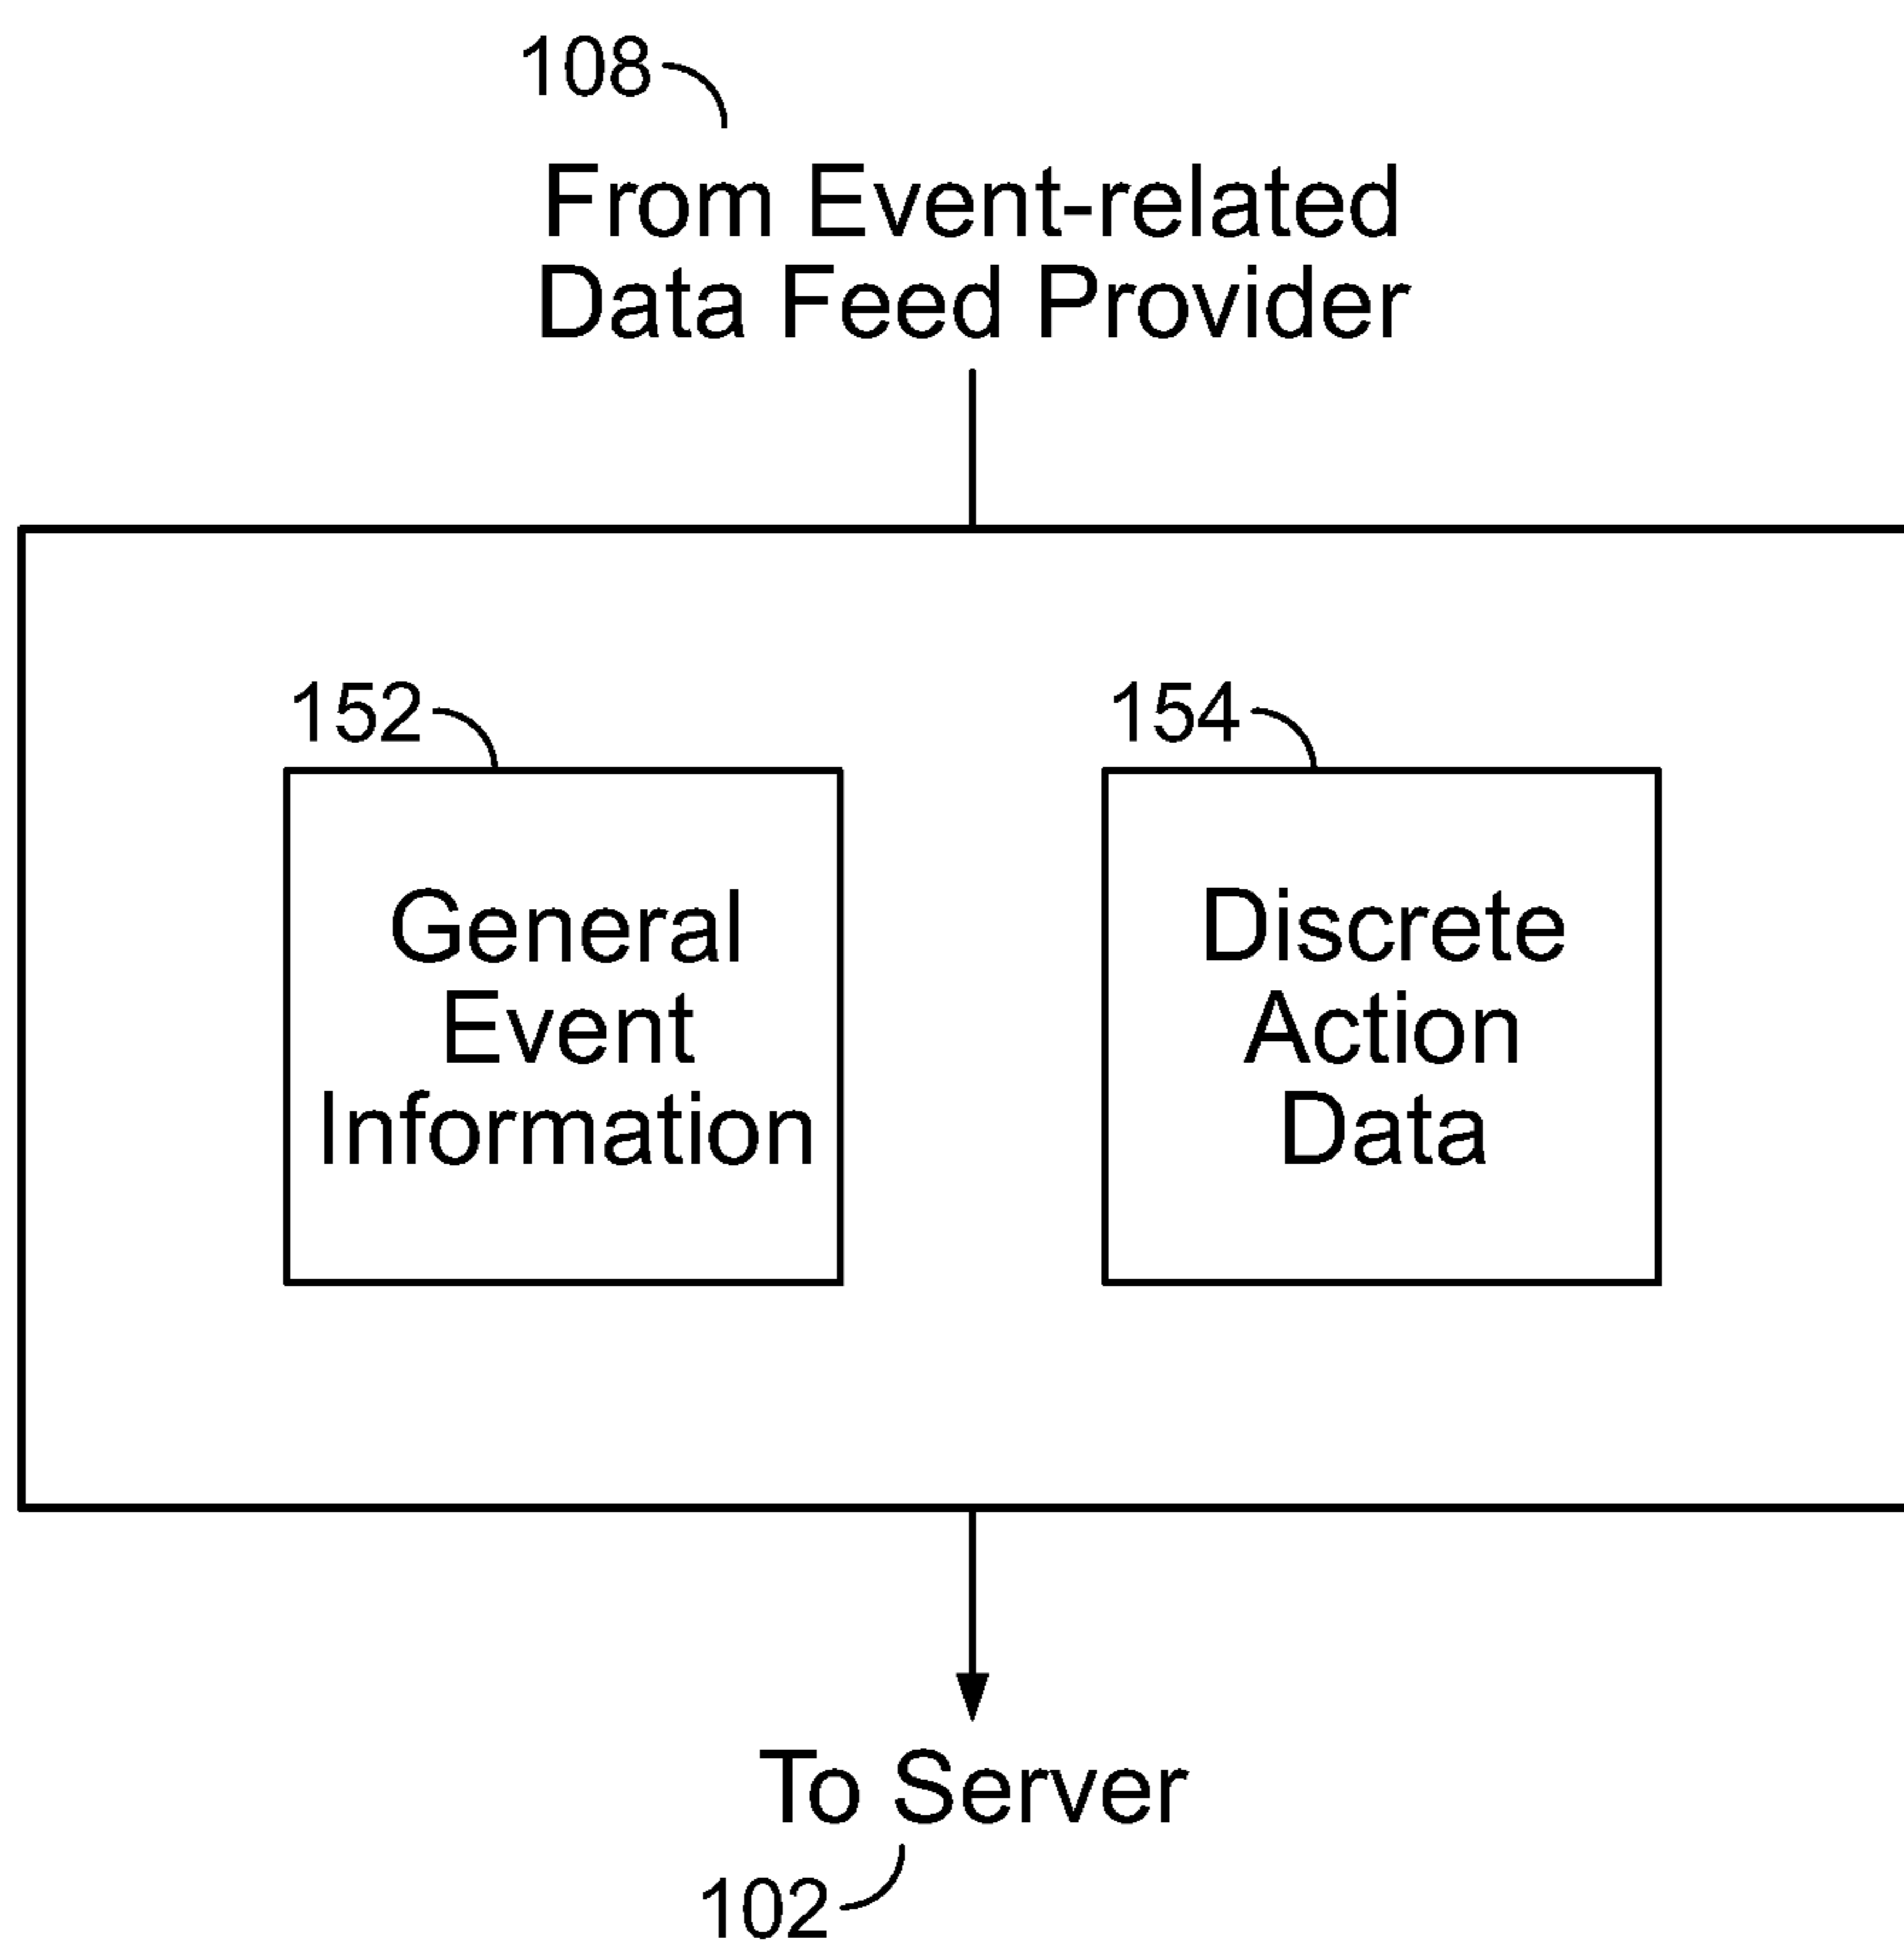 108
From Event-related
Data Feed Provider
152
154
General
Event
Information
Discrete
Action
Data
To Server
102